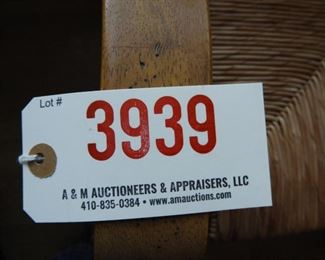 Lot #
3939
A & M AUCTIONEERS & APPRAISERS, LLC
410-835-0384 • www.amauctions.com